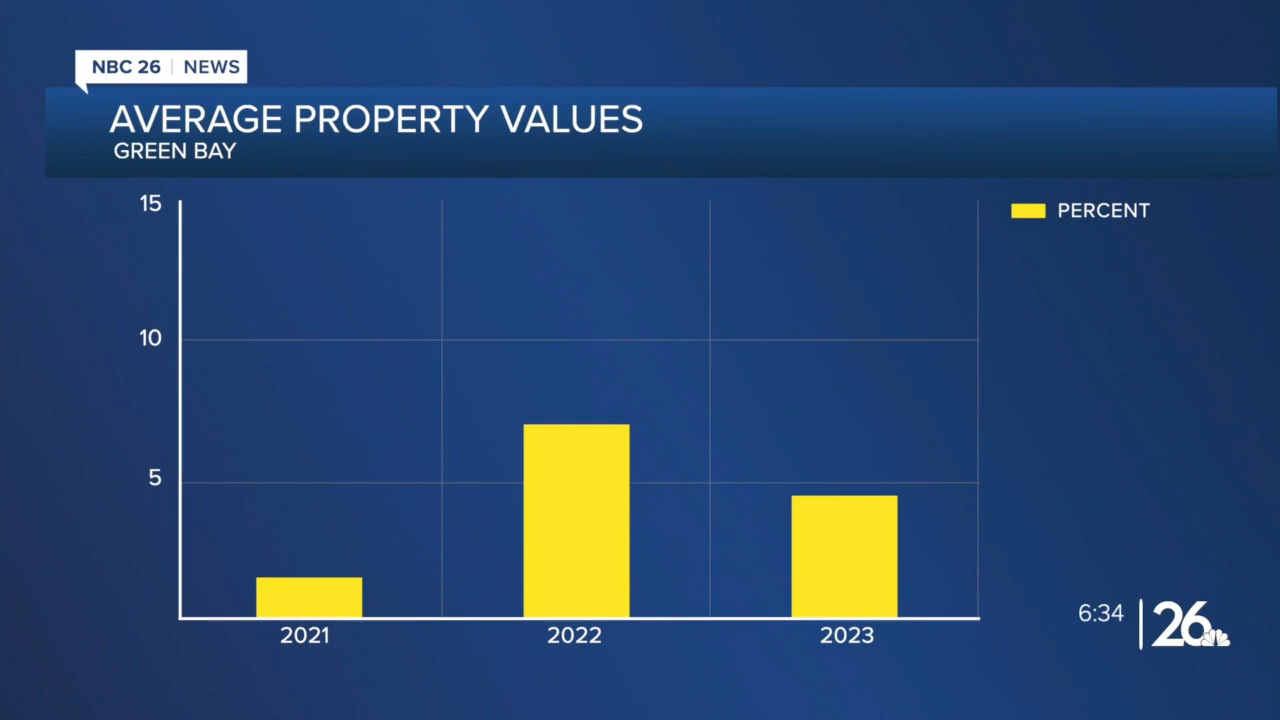 NBC 26 | NEWS
AVERAGE PROPERTY VALUES
GREEN BAY
15
10
5
2021
2022
2023
PERCENT
6:34
26